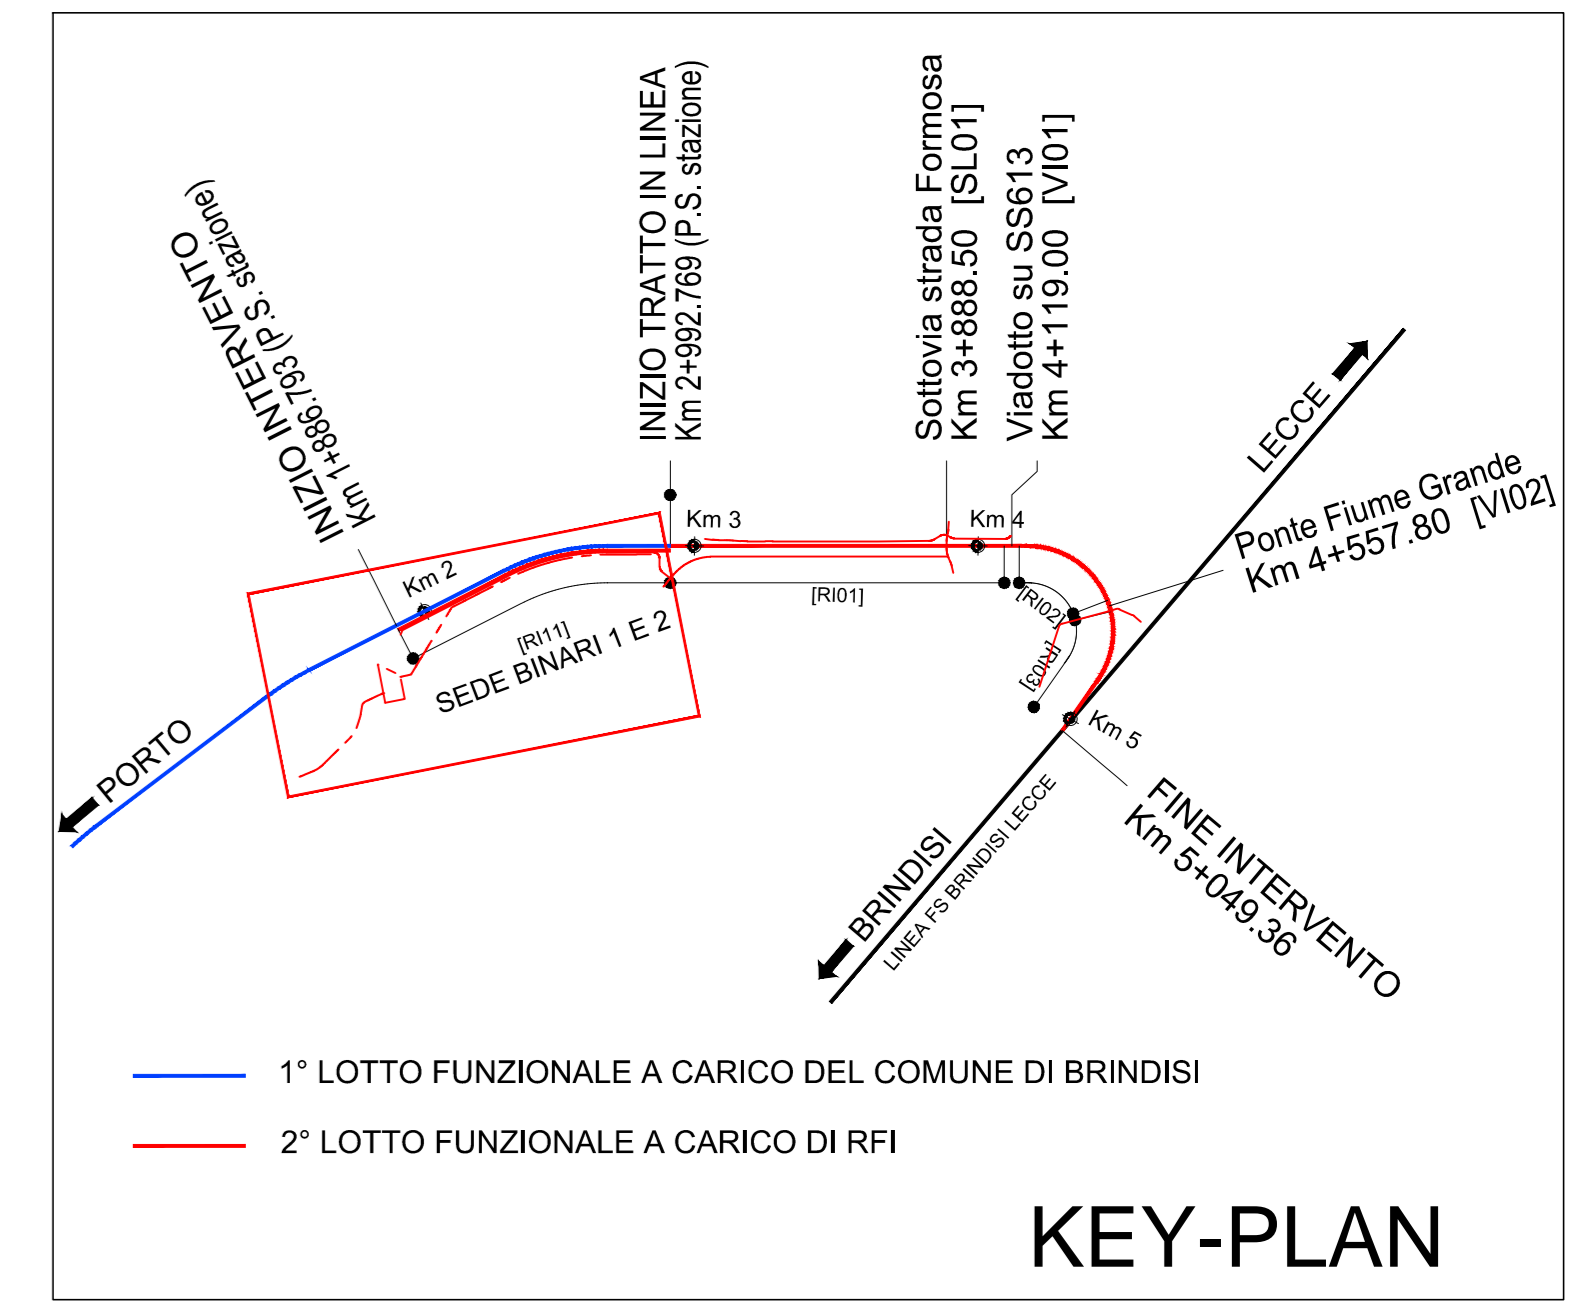 INIZIO INTERVENTO
Km 1+886.793 (P.S. stazione)
INIZIO TRATTO IN LINEA
Km 2+992.769 (P.S. stazione)
Sottovia strada Formosa
Km 3+888.50 [SL01]
Viadotto su SS613
Km 4+119.00 [VI01]
LECCE
Ponte Fiume Grande
Km 4+557.80 [VI02]
Km 2
Km 3
Km 4
[RI01]
[RI02]
[RI03]
[RI11]
SEDE BINARI 1 E 2
Km 5
PORTO
BRINDISI
LINEA FS BRINDISI LECCE
FINE INTERVENTO
Km 5+049.36
1° LOTTO FUNZIONALE A CARICO DEL COMUNE DI BRINDISI
2° LOTTO FUNZIONALE A CARICO DI RFI
KEY-PLAN